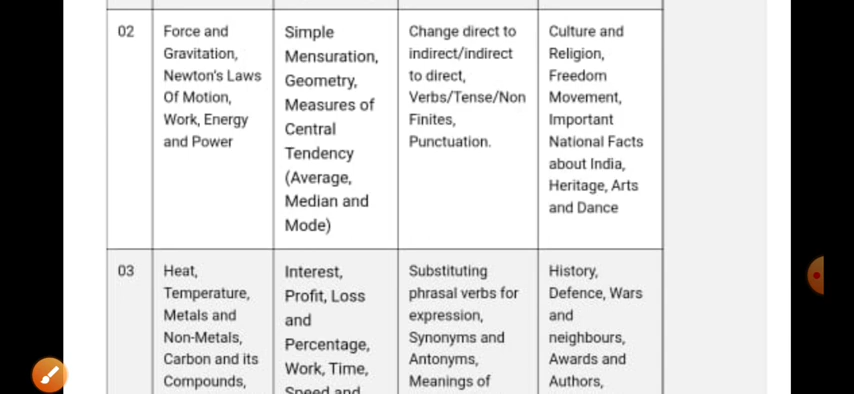 02
Force and
Gravitation,
Newton's Laws
Of Motion,
Work, Energy
and Power
Simple
Mensuration,
Geometry,
Measures of
Central
Tendency
(Average,
Median and
Mode)
Change direct to
indirect/indirect
to direct,
Verbs/Tense/Non
Finites,
Punctuation.
Culture and
Religion,
Freedom
Movement,
Important
National Facts
about India,
Heritage, Arts
and Dance
03
Heat,
Temperature,
Metals and
Non-Metals,
Carbon and its
Compounds,
Interest,
Profit, Loss
and
Percentage,
Work, Time,
Speed and
Substituting
phrasal verbs for
expression,
Synonyms and
Antonyms,
Meanings of
History,
Defence, Wars
and
neighbours,
Awards and
Authors,